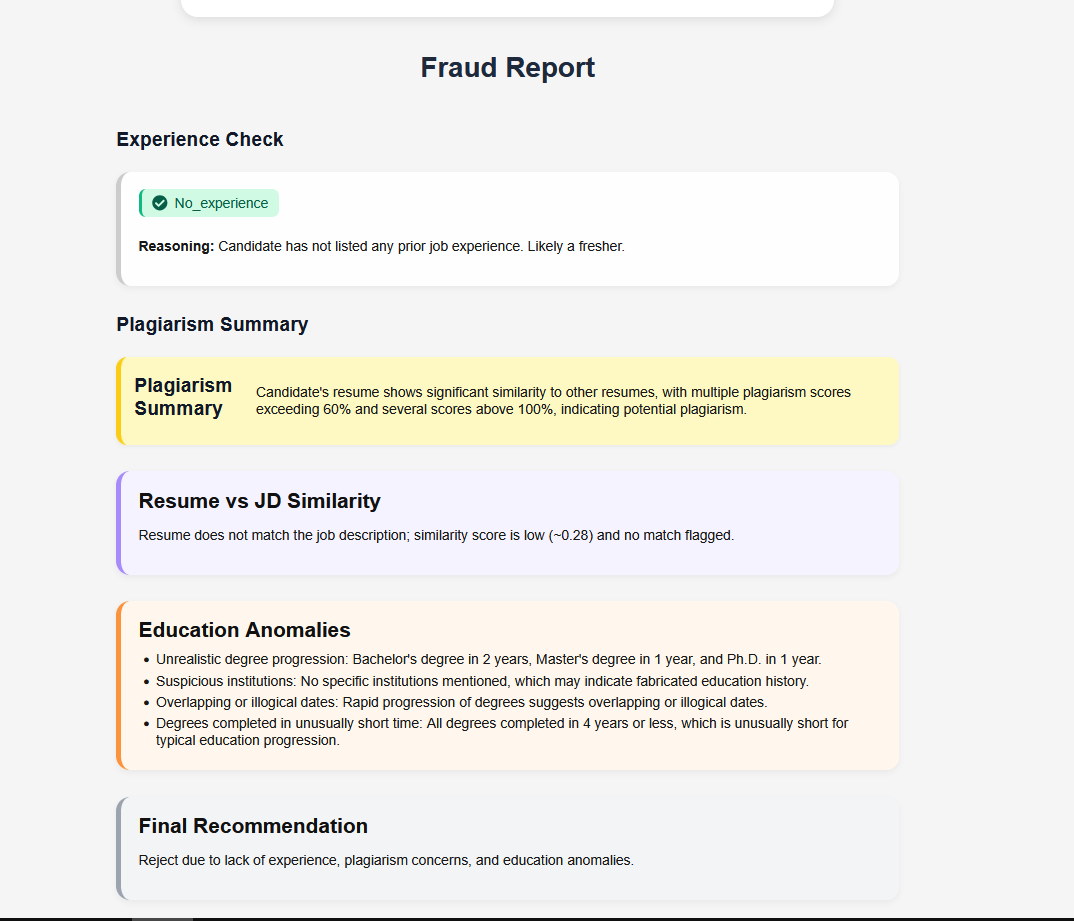 Fraud Report
Experience Check
No_experience
Reasoning: Candidate has not listed any prior job experience. Likely a fresher.
Plagiarism Summary
Plagiarism
Summary
Candidate's resume shows significant similarity to other resumes, with multiple plagiarism scores
exceeding 60% and several scores above 100%, indicating potential plagiarism.
Resume vs JD Similarity
Resume does not match the job description; similarity score is low (~0.28) and no match flagged.
Education Anomalies
• Unrealistic degree progression: Bachelor's degree in 2 years, Master's degree in 1 year, and Ph.D. in 1 year.
• Suspicious institutions: No specific institutions mentioned, which may indicate fabricated education history.
• Overlapping or illogical dates: Rapid progression of degrees suggests overlapping or illogical dates.
• Degrees completed in unusually short time: All degrees completed in 4 years or less, which is unusually short for
typical education progression.
Final Recommendation
Reject due to lack of experience, plagiarism concerns, and education anomalies.